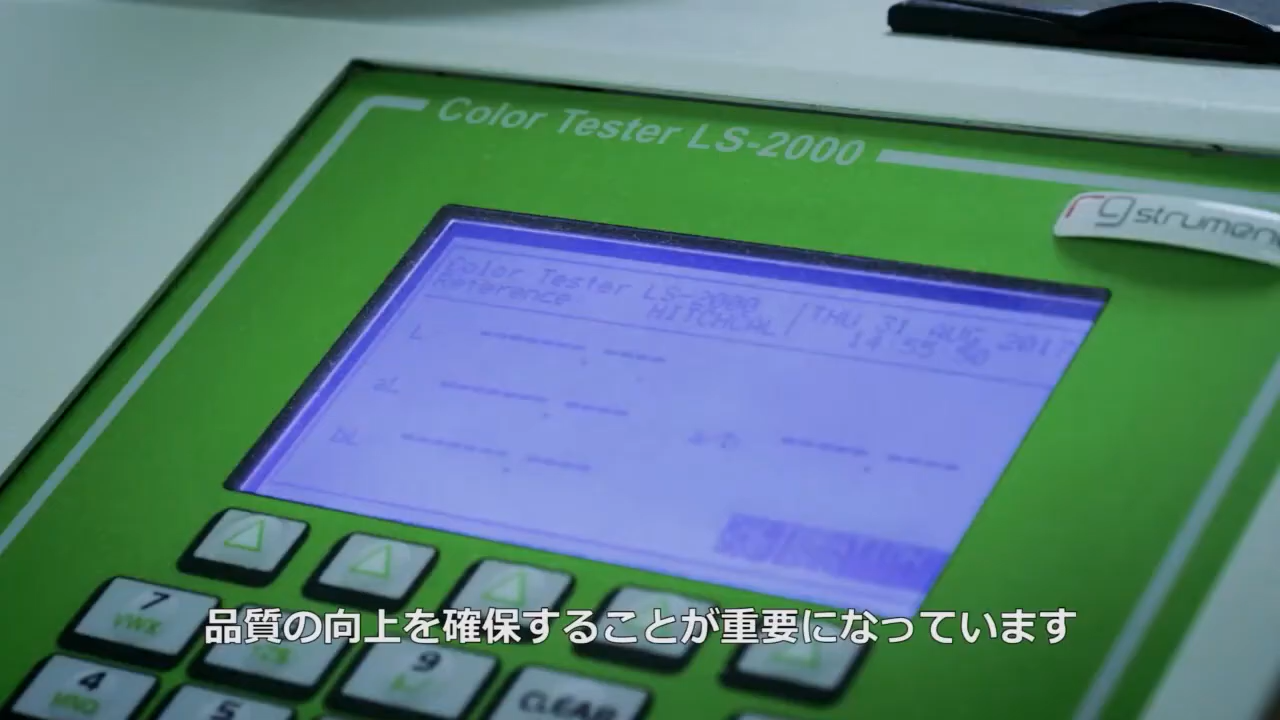 Color Tester LS-2000
strumen
Color Tester LS-2000
Reference
THU, 31 AUG, 2017
14:55:40
L
aL
bL
7
9
4
5
CLEAR
品質の向上を確保することが重要になっています